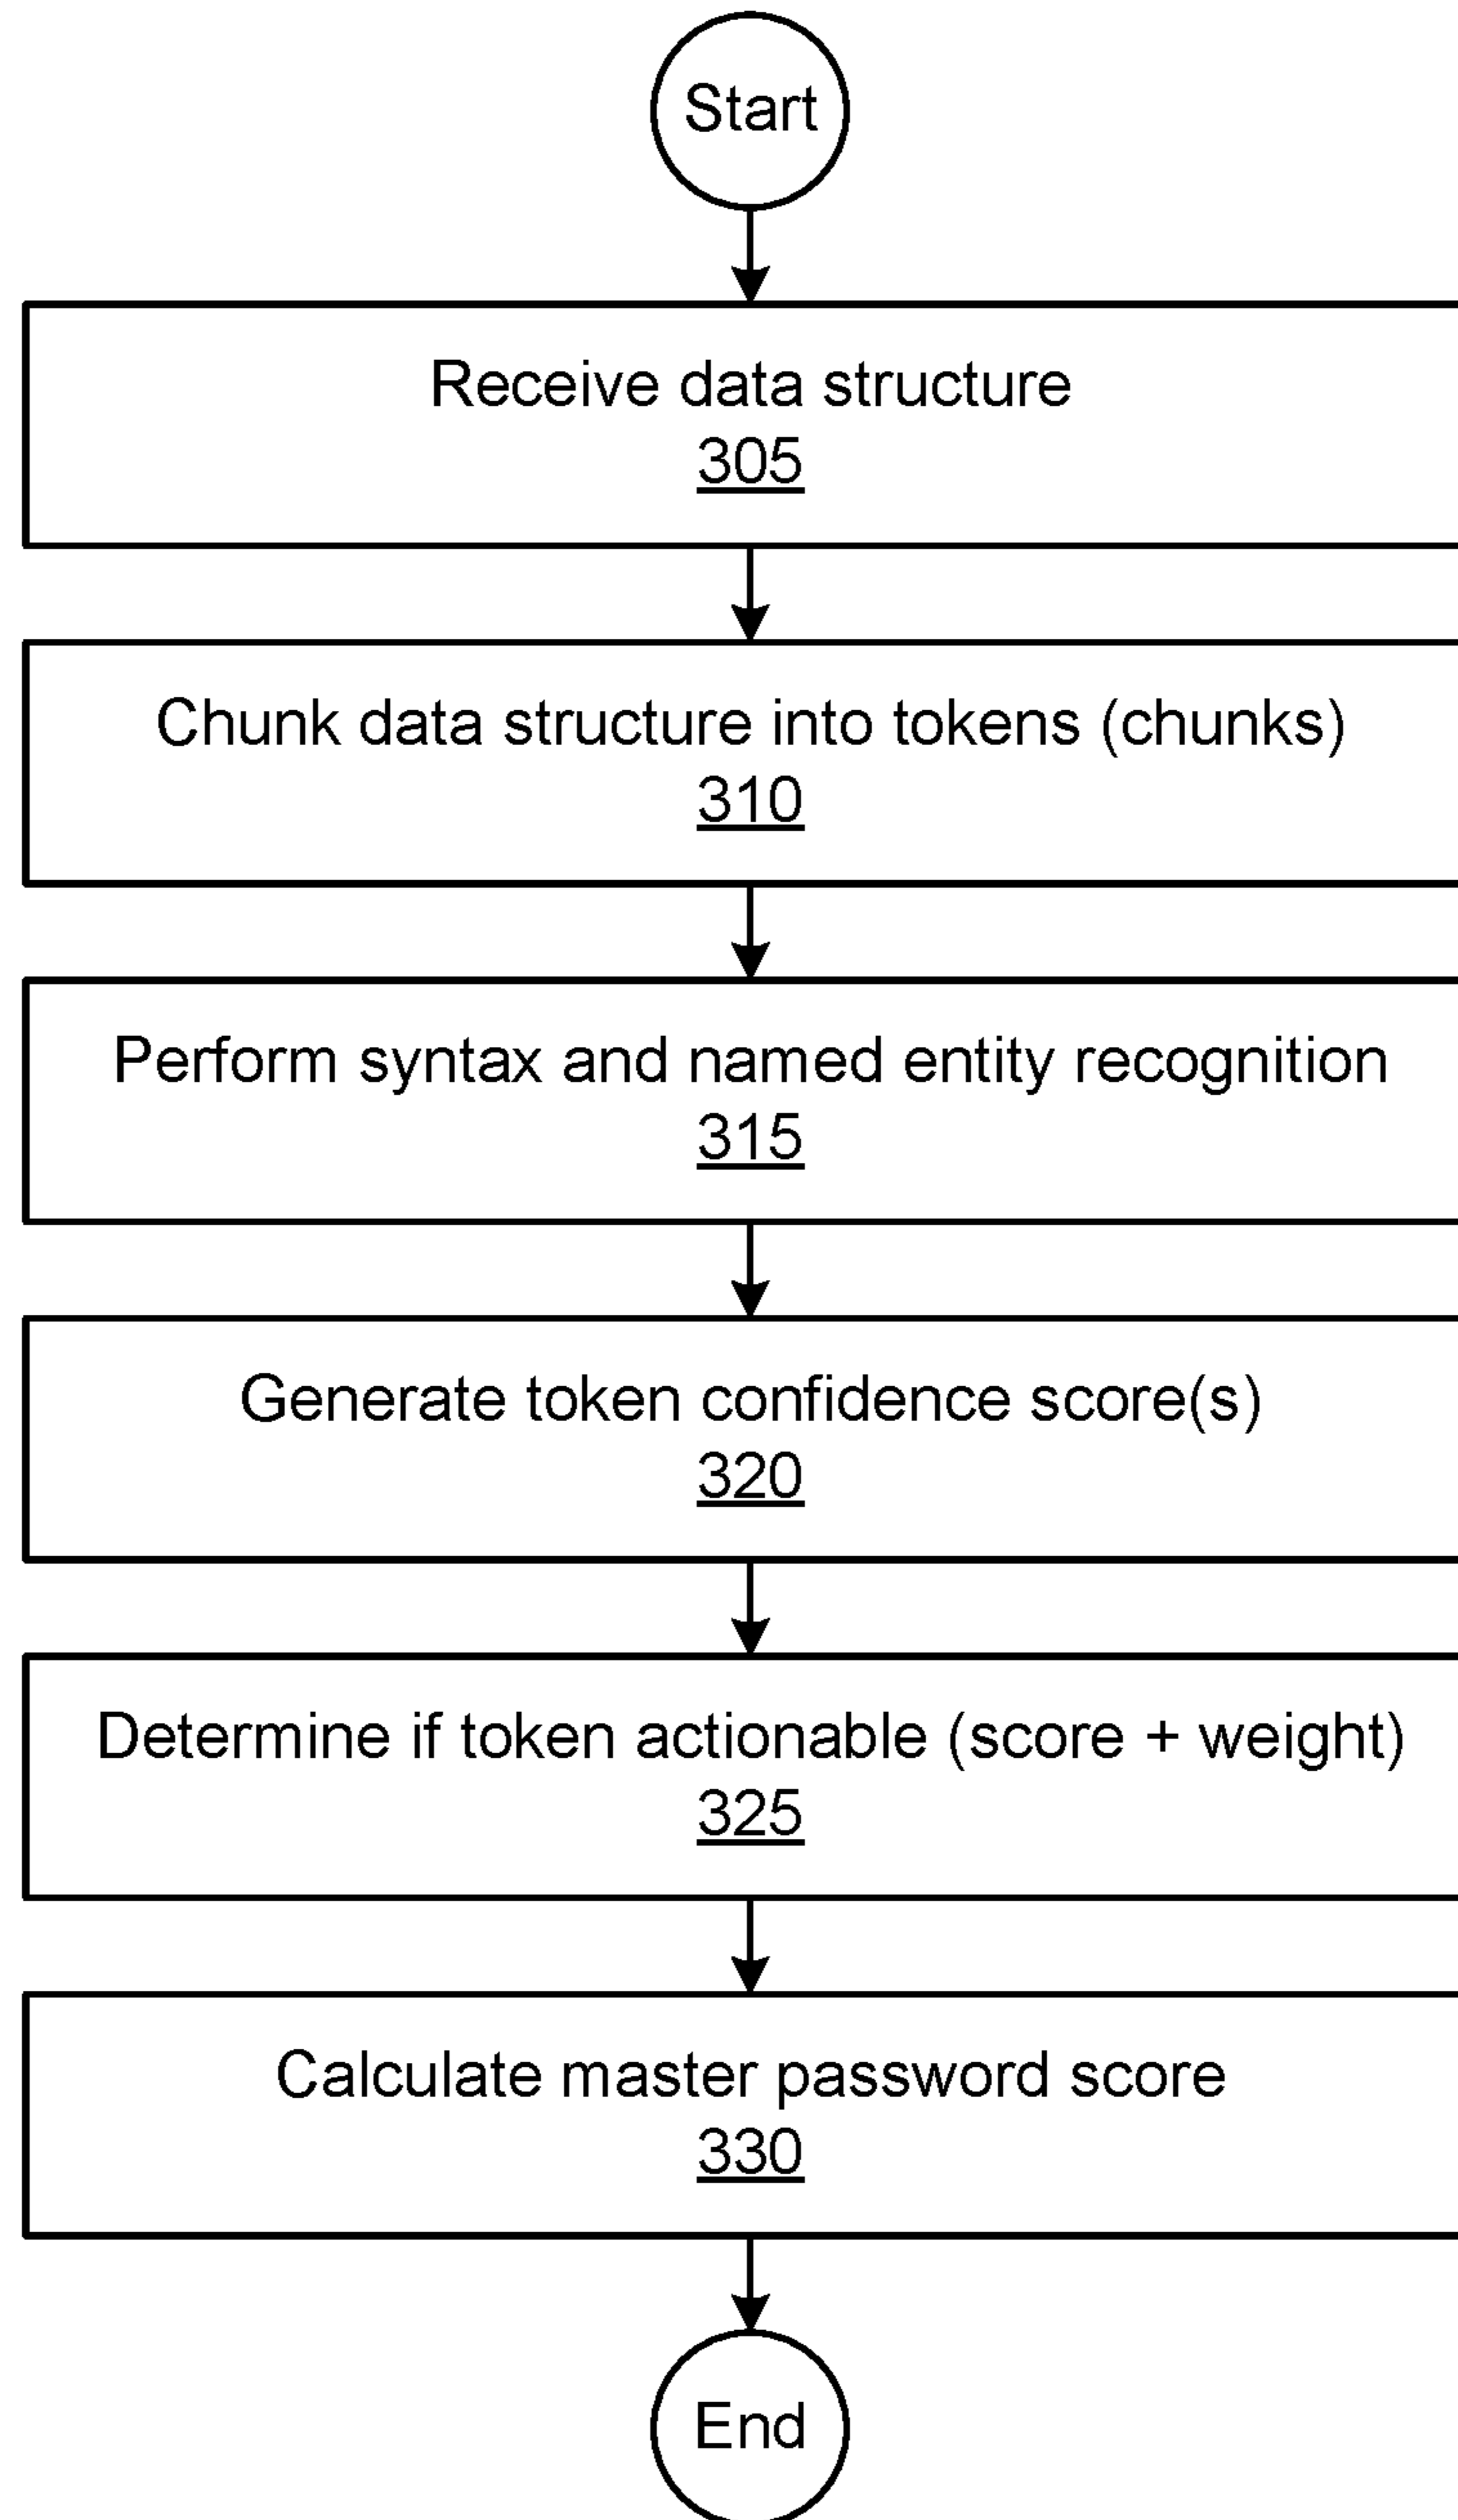 Start
Receive data structure
305
Chunk data structure into tokens (chunks)
310
Perform syntax and named entity recognition
315
Generate token confidence score(s)
320
Determine if token actionable (score + weight)
325
Calculate master password score
330
End